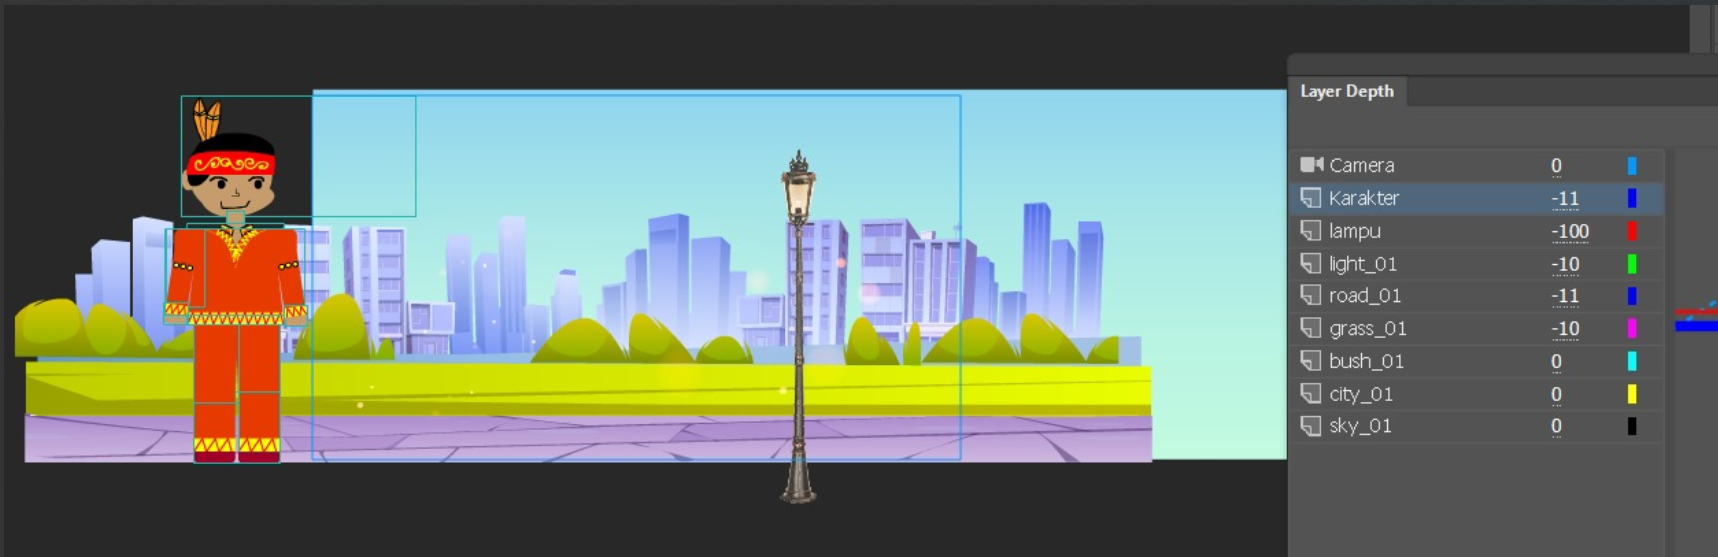 Layer Depth
Camera 0
Karakter -11
lampu -100
light_01 -10
road_01 -11
grass_01 -10
bush_01 0
city_01 0
sky_01 0